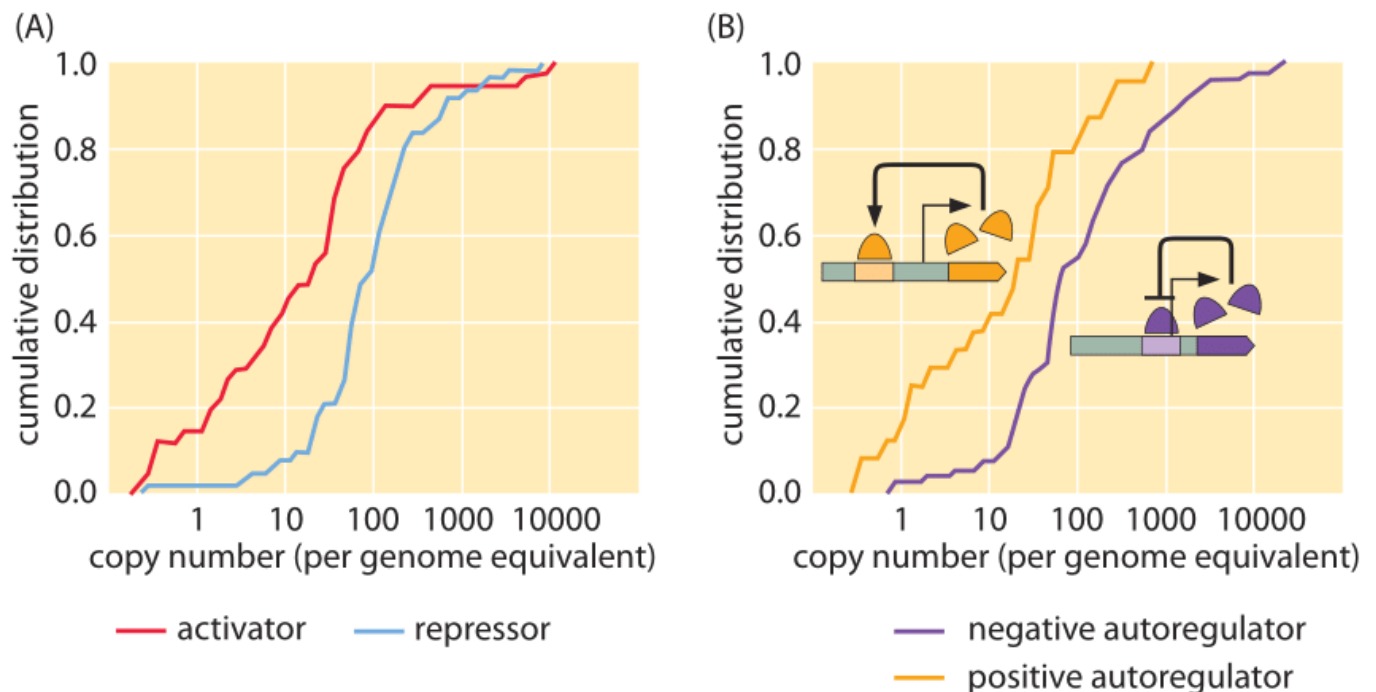 (A)
1.0
0.8
0.6
0.4
0.2
0.0
cumulative distribution
1 10 100 1000 10000
copy number (per genome equivalent)
activator repressor
(B)
1.0
0.8
0.6
0.4
0.2
0.0
cumulative distribution
1 10 100 1000 10000
copy number (per genome equivalent)
negative autoregulator
positive autoregulator